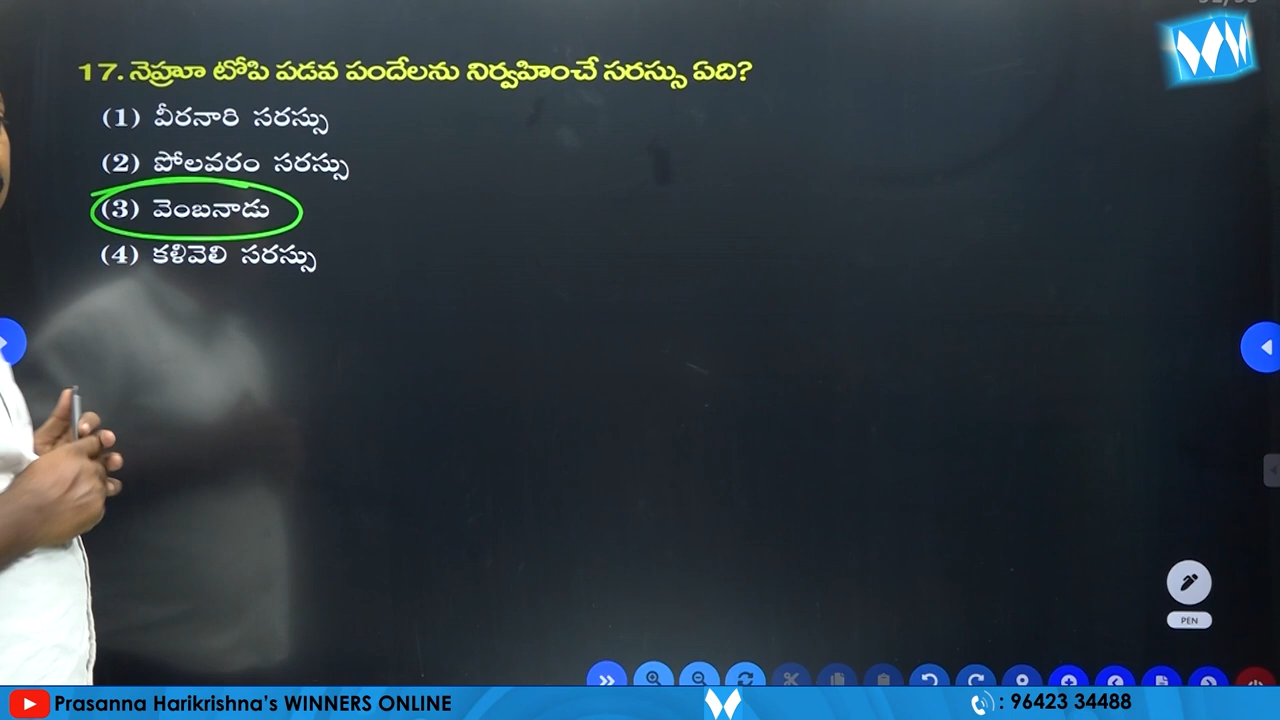 17. నెహ్రూ టోపి పడవ పందేలను నిర్వహించే సరస్సు ఏది?
(1) వీరనారి సరస్సు
(2) పోలవరం సరస్సు
(3) వెంబనాడు
(4) కళివెలి సరస్సు
PEN
Prasanna Harikrishna's WINNERS ONLINE
: 96423 34488